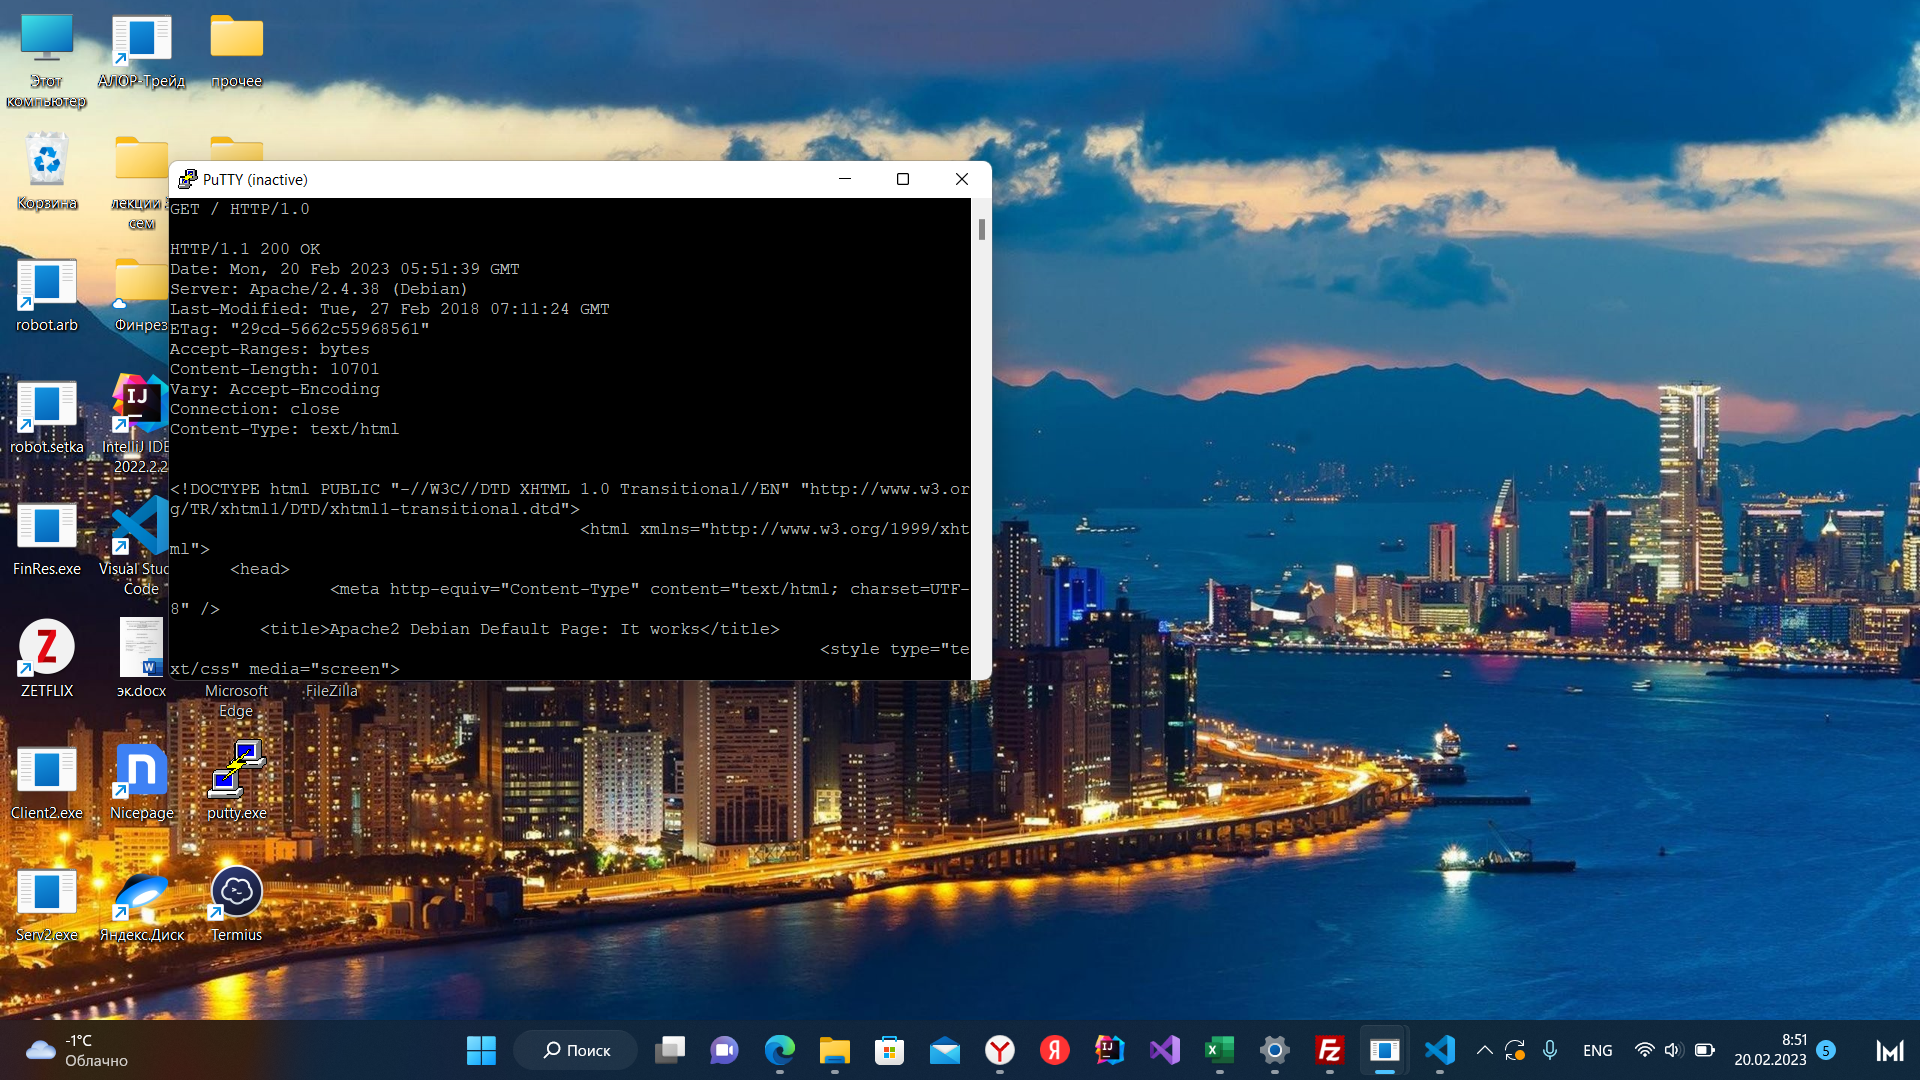 Этот
компьютер
АЛОР-Трейд
прочее
Корзина
лекции
сем
robot.arb
Финрез
robot.setka
IntelliJ IDE
2022.2.2
FinRes.exe
Visual Stud
Code
ZETFLIX
эк.docx
Microsoft
Edge
FileZilla
Client2.exe
Nicepage
putty.exe
Serv2.exe
Яндекс.Диск
Termius
PuTTY (inactive)
GET / HTTP/1.0
HTTP/1.1 200 OK
Date: Mon, 20 Feb 2023 05:51:39 GMT
Server: Apache/2.4.38 (Debian)
Last-Modified: Tue, 27 Feb 2018 07:11:24 GMT
ETag: "29cd-5662c55968561"
Accept-Ranges: bytes
Content-Length: 10701
Vary: Accept-Encoding
Connection: close
Content-Type: text/html
<!DOCTYPE html PUBLIC "-//W3C//DTD XHTML 1.0 Transitional//EN" "http://www.w3.or
g/TR/xhtml1/DTD/xhtml1-transitional.dtd">
<html xmlns="http://www.w3.org/1999/xht
ml">
<head>
<meta http-equiv="Content-Type" content="text/html; charset=UTF-
8" />
<title>Apache2 Debian Default Page: It works</title>
<style type="te
xt/css" media="screen">
-1°C
Облачно
Поиск
ENG
8:51
20.02.2023
5